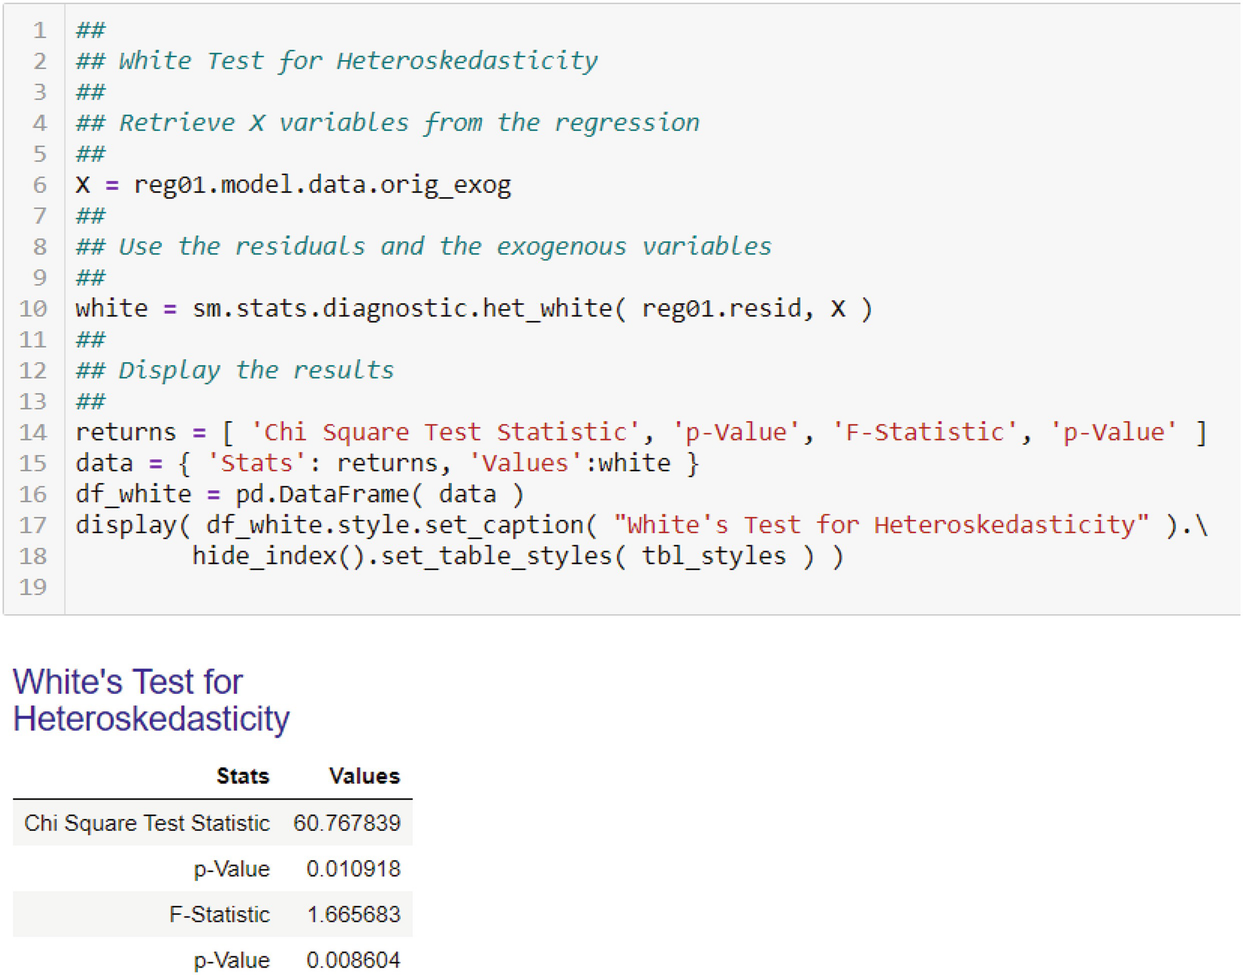 1 ##
2 ## White Test for Heteroskedasticity
3 ##
4 ## Retrieve X variables from the regression
5 ##
6 X = reg01.model.data.orig_exog
7 ##
8 ## Use the residuals and the exogenous variables
9 ##
10 white = sm.stats.diagnostic.het_white( reg01.resid, X )
11 ##
12 ## Display the results
13 ##
14 returns = [ 'Chi Square Test Statistic', 'p-Value', 'F-Statistic', 'p-Value' ]
15 data = { 'Stats': returns, 'Values':white }
16 df_white = pd.DataFrame( data )
17 display( df_white.style.set_caption( "White's Test for Heteroskedasticity" ).\
18         hide_index().set_table_styles( tbl_styles ) )
19
White's Test for
Heteroskedasticity
Stats Values
Chi Square Test Statistic 60.767839
p-Value 0.010918
F-Statistic 1.665683
p-Value 0.008604